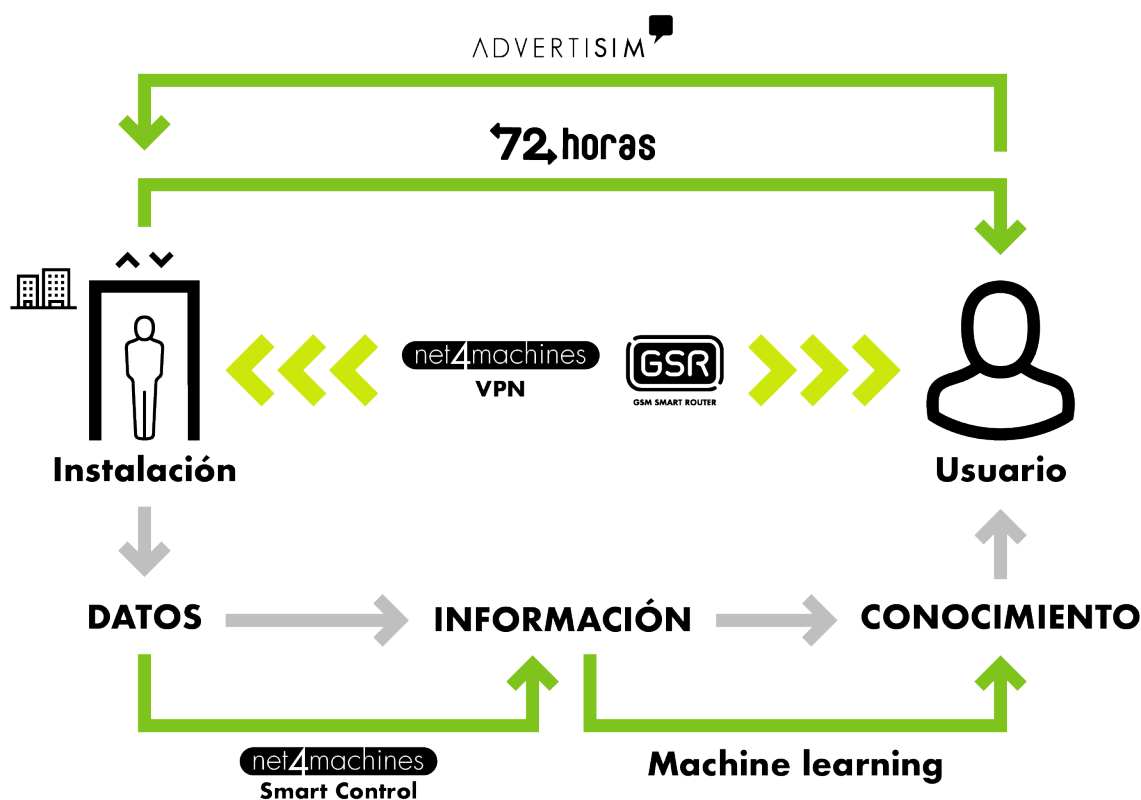 ADVERTISIM
72 horas
net4machines
VPN
GSR
GSM SMART ROUTER
Instalación
Usuario
DATOS
INFORMACIÓN
CONOCIMIENTO
net4machines
Smart Control
Machine learning